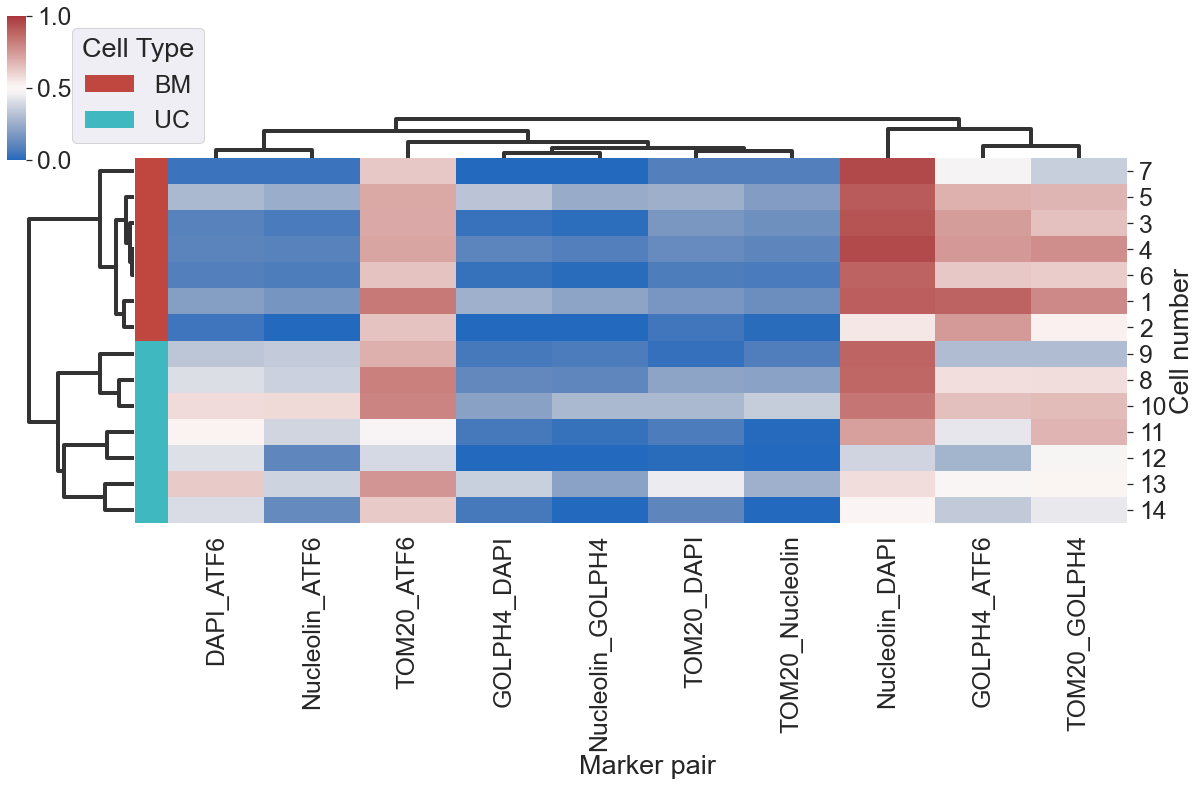 1.0
0.5
0.0
Cell Type
BM
UC
7
5
3
4
6
1
2
9
8
10
11
12
13
14
Cell number
DAPI_ATF6
Nucleolin_ATF6
TOM20_ATF6
GOLPH4_DAPI
Nucleolin_GOLPH4
TOM20_DAPI
TOM20_Nucleolin
Nucleolin_DAPI
GOLPH4_ATF6
TOM20_GOLPH4
Marker pair